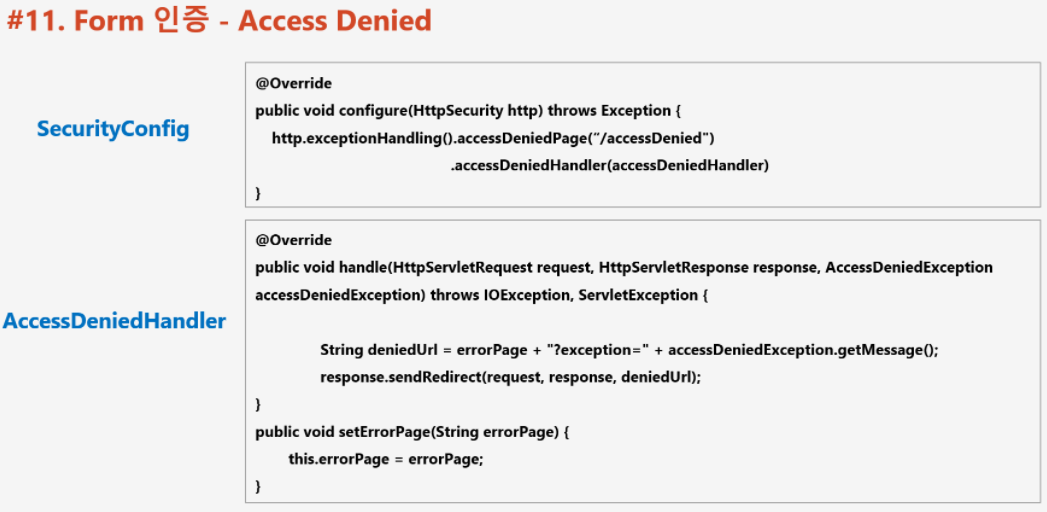 #11. Form 인증 - Access Denied
SecurityConfig
@Override
public void configure(HttpSecurity http) throws Exception {
http.exceptionHandling().accessDeniedPage(“/accessDenied")
.accessDeniedHandler(accessDeniedHandler)
}
AccessDeniedHandler
@Override
public void handle(HttpServletRequest request, HttpServletResponse response, AccessDeniedException
accessDeniedException) throws IOException, ServletException {
String deniedUrl = errorPage + "?exception=" + accessDeniedException.getMessage();
response.sendRedirect(request, response, deniedUrl);
}
public void setErrorPage(String errorPage) {
this.errorPage = errorPage;
}